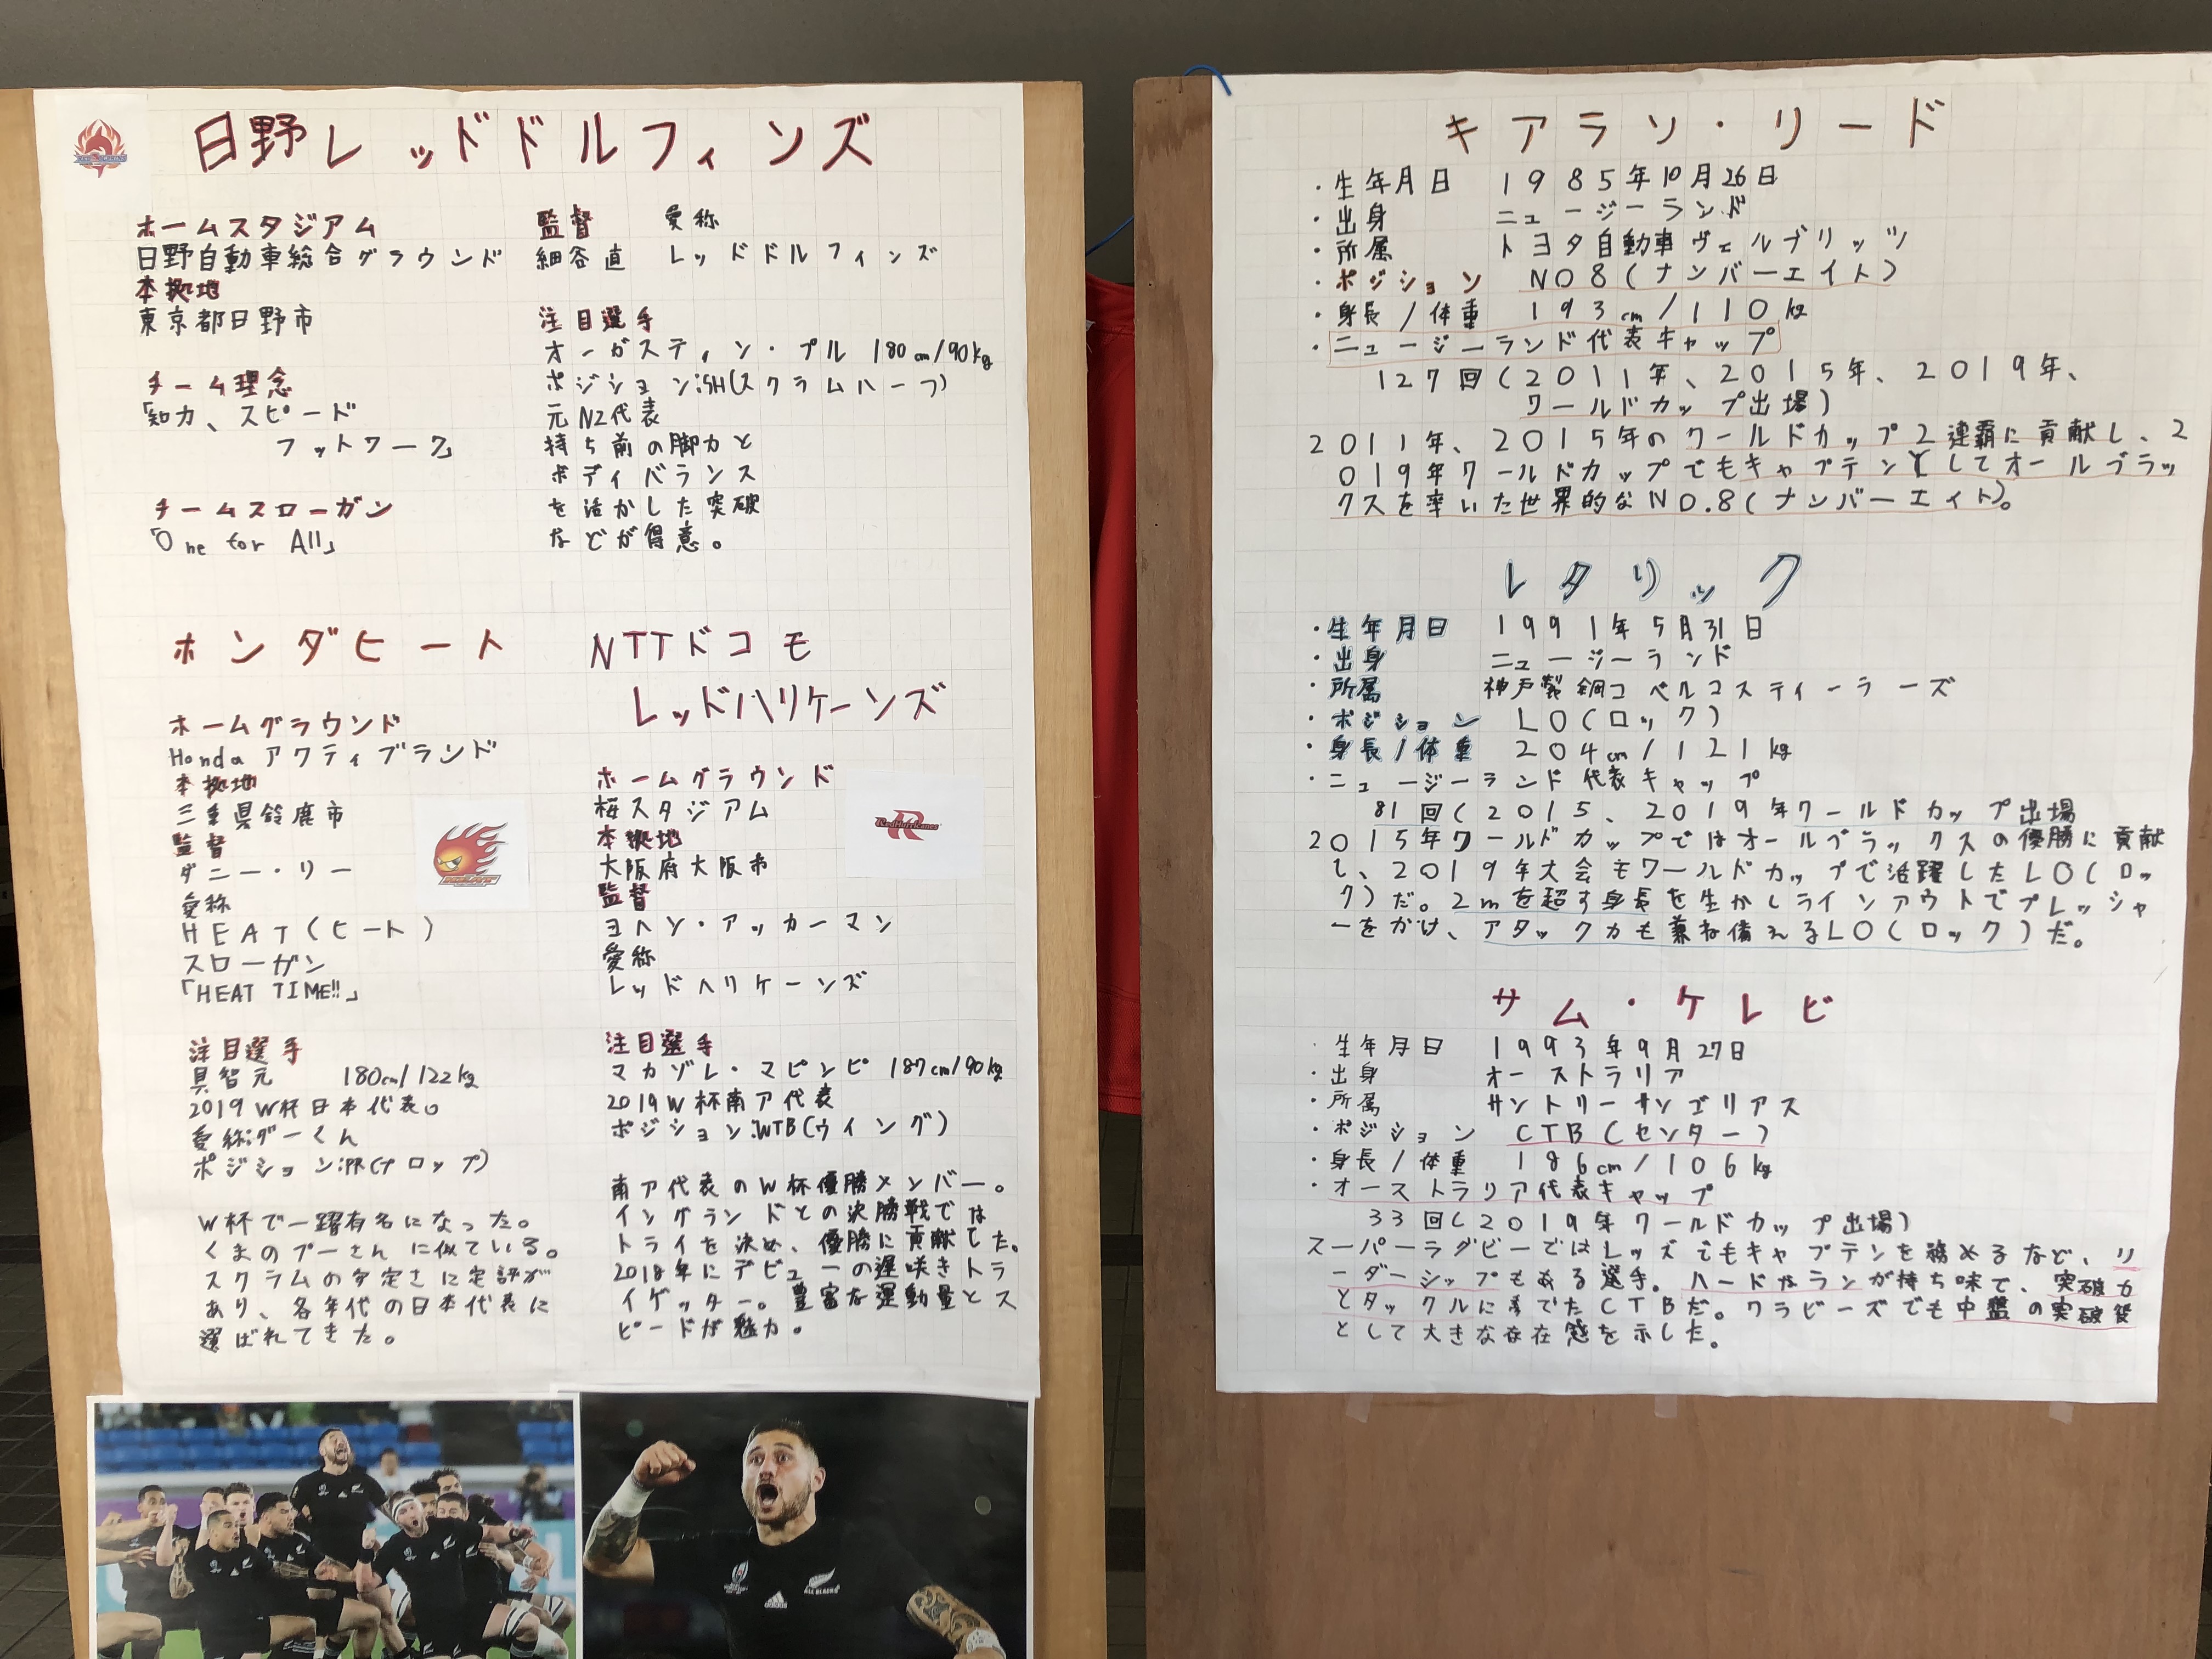 日野レッドドルフィンズ
ホームスタジアム
日野自動車総合グラウンド
本拠地
東京都日野市
チーム理念
「知力、スピード
フットワーク」
チームスローガン
「One for All」
監督 愛称
細谷直 レッドドルフィンズ
注目選手
オーガスティン・プル 180cm/90kg
ポジション:SH(スクラムハーフ)
元NZ代表
持ち前の脚力と
ボディバランス
を活かした突破
などが得意。
ホンダヒート
ホームグラウンド
Honda アクティブランド
本拠地
三重県鈴鹿市
監督
ダニー・リー
愛称
HEAT(ヒート)
スローガン
「HEAT TIME!!」
注目選手
具智元 180cm/122kg
2019W杯日本代表。
愛称:グーくん
ポジション:PR(プロップ)
W杯で一躍有名になった。
くまのプーさんに似ている。
スクラムの安定さに定評が
あり、各年代の日本代表に
選ばれてきた。
NTTドコモ
レッドハリケーンズ
ホームグラウンド
桜スタジアム
本拠地
大阪府大阪市
監督
ヨハン・アッカーマン
愛称
レッドハリケーンズ
RedHurricanes
注目選手
マカゾレ・マピンピ 187cm/90kg
2019W杯南ア代表
ポジション:WTB(ウイング)
南ア代表のW杯優勝メンバー。
イングランドとの決勝戦では
トライを決め、優勝に貢献した。
2018年にデビューの遅咲きトラ
イゲッター。豊富な運動量とス
ピードが魅力。
adidas
ALL BLACKS
キアラン・リード
・生年月日 1985年10月26日
・出身 ニュージーランド
・所属 トヨタ自動車ヴェルブリッツ
・ポジション NO8(ナンバーエイト)
・身長/体重 193cm/110kg
・ニュージーランド代表キャップ
127回(2011年、2015年、2019年、
ワールドカップ出場)
2011年、2015年のワールドカップ2連覇に貢献し、2
019年ワールドカップでもキャプテンとしてオールブラッ
クスを率いた世界的なNO.8(ナンバーエイト)。
レタリック
・生年月日 1991年5月31日
・出身 ニュージーランド
・所属 神戸製鋼コベルコスティーラーズ
・ポジション LO(ロック)
・身長/体重 204cm/121kg
・ニュージーランド代表キャップ
81回(2015、2019年ワールドカップ出場
2015年ワールドカップではオールブラックスの優勝に貢献
し、2019年大会もワールドカップで活躍したLO(ロッ
ク)だ。2mを超す身長を生かしラインアウトでプレッシャ
ーをかけ、アタック力も兼ね備えるLO(ロック)だ。
サム・ケレビ
・生年月日 1993年9月27日
・出身 オーストラリア
・所属 サントリーサンゴリアス
・ポジション CTB(センター)
・身長/体重 186cm/106kg
・オーストラリア代表キャップ
33回(2019年ワールドカップ出場)
スーパーラグビーではレッズでもキャプテンを務めるなど、リ
ーダーシップもある選手。ハードなランが持ち味で、突破力
とタックルに秀でたCTBだ。ワラビーズでも中盤の突破役
として大きな存在感を示した。